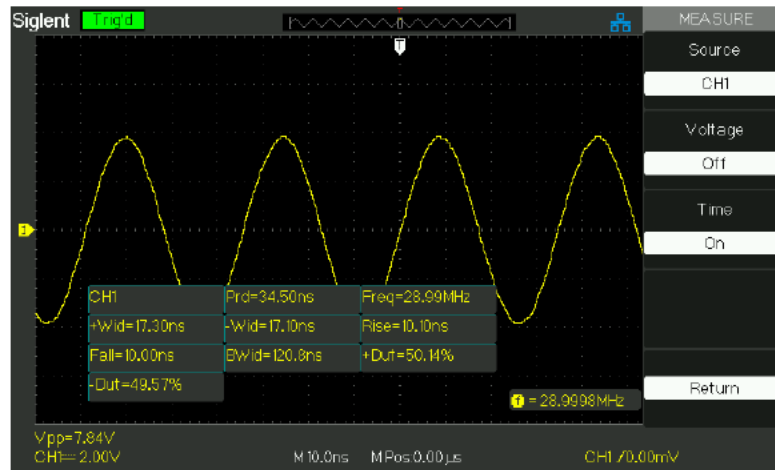 Siglent Trig'd
MEASURE
T
Source
CH1
Voltage
Off
Time
On
1
CH1 Prd=34.50ns Freq=28.99MHz
+Wid=17.30ns -Wid=17.10ns Rise=10.10ns
Fall=10.00ns BWid=120.8ns +Dut=50.14%
-Dut=49.57%
Return
f = 28.9998MHz
Vpp=7.84V
CH1= 2.00V M 10.0ns M Pos:0.00μs CH1 /0.00mV